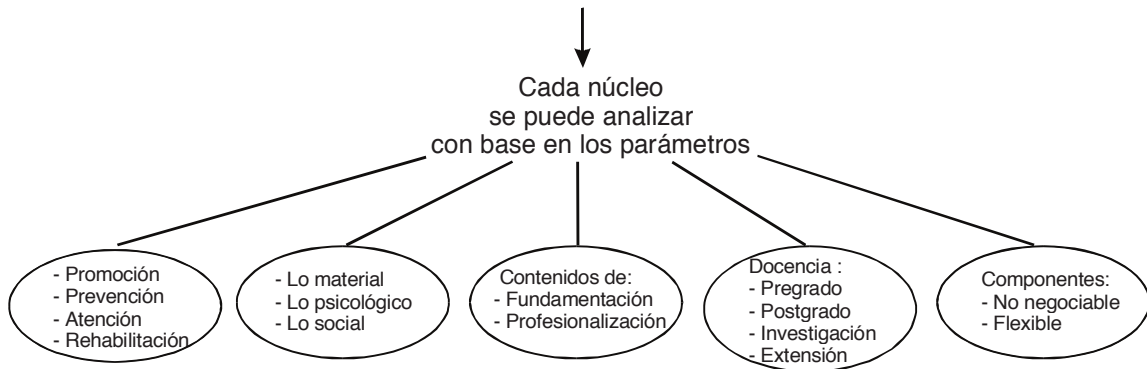 Cada núcleo
se puede analizar
con base en los parámetros
- Promoción
- Prevención
- Atención
- Rehabilitación
- Lo material
- Lo psicológico
- Lo social
Contenidos de:
- Fundamentación
- Profesionalización
Docencia :
- Pregrado
- Postgrado
- Investigación
- Extensión
Componentes:
- No negociable
- Flexible